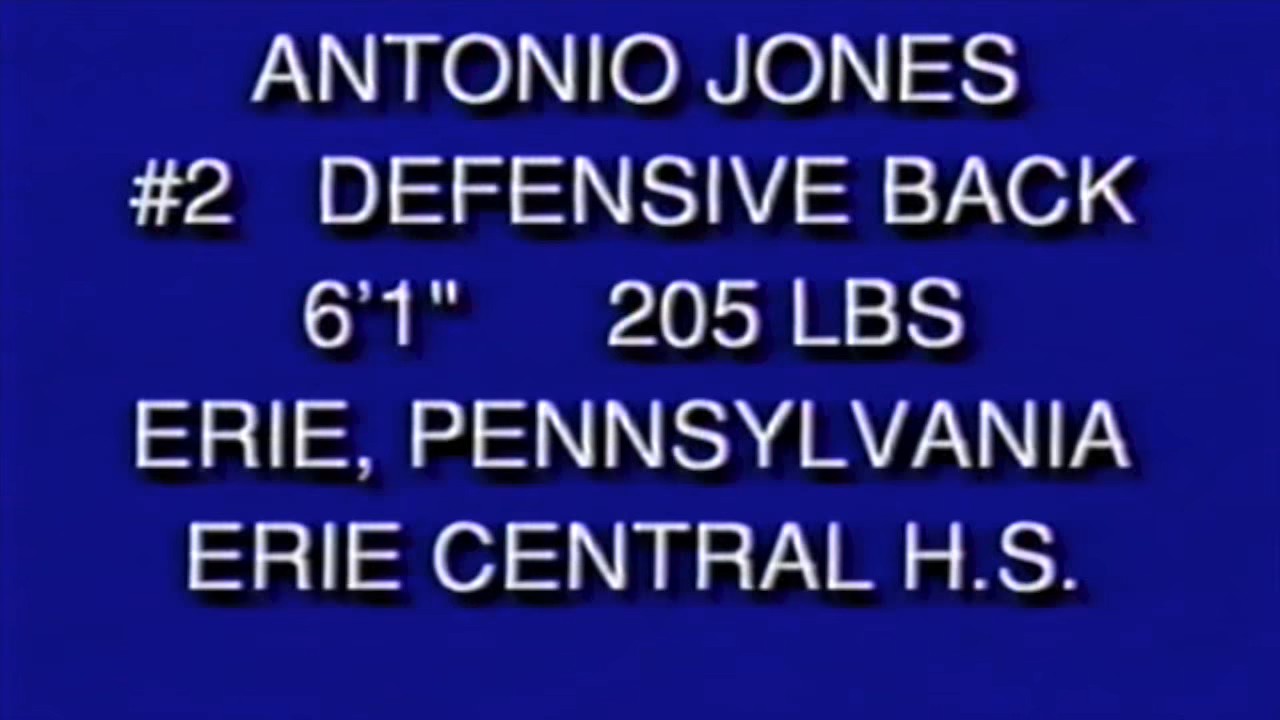 ANTONIO JONES
#2 DEFENSIVE BACK
6'1" 205 LBS
ERIE, PENNSYLVANIA
ERIE CENTRAL H.S.